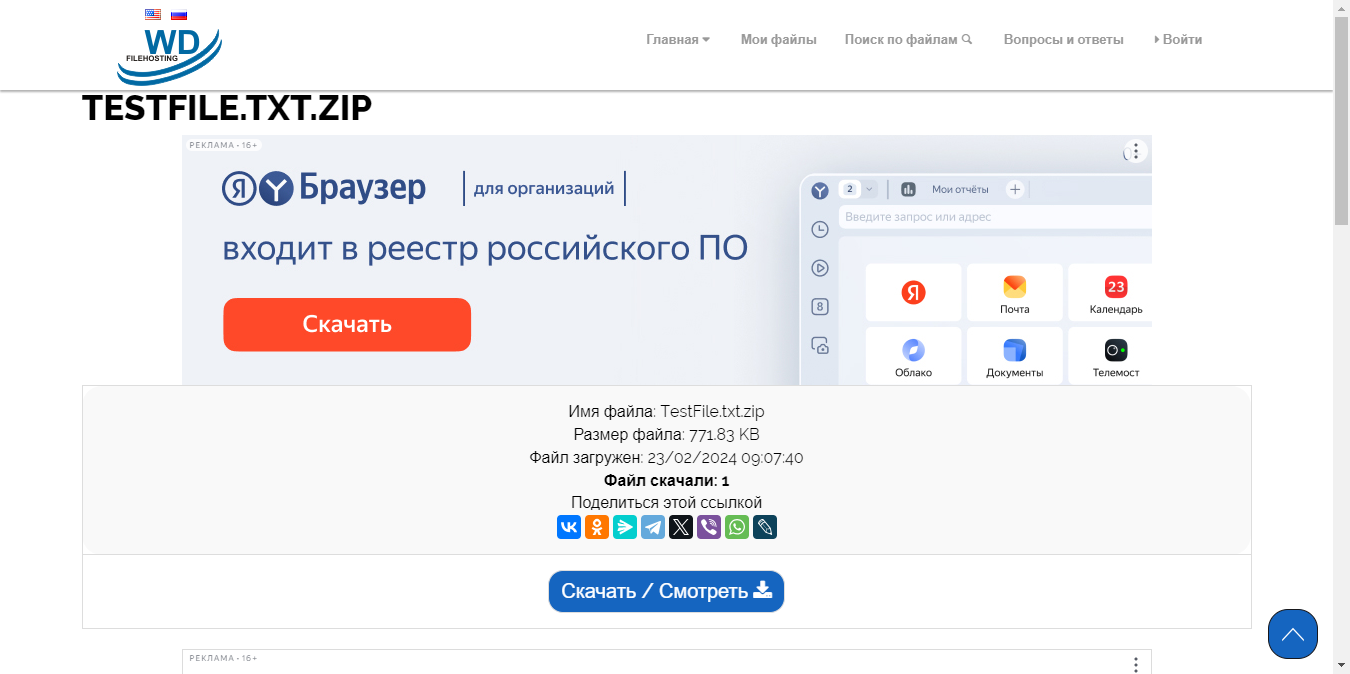 WD
FILEHOSTING
Главная
Мои файлы
Поиск по файлам
Вопросы и ответы
Войти
TESTFILE.TXT.ZIP
РЕКЛАМА • 16+
Я Y Браузер
для организаций
входит в реестр российского ПО
Скачать
2
Мои отчёты
Введите запрос или адрес
8
Я
Почта
23
Календарь
Облако
Документы
Телемост
Имя файла: TestFile.txt.zip
Размер файла: 771.83 KB
Файл загружен: 23/02/2024 09:07:40
Файл скачали: 1
Поделиться этой ссылкой
Скачать / Смотреть
РЕКЛАМА • 16+